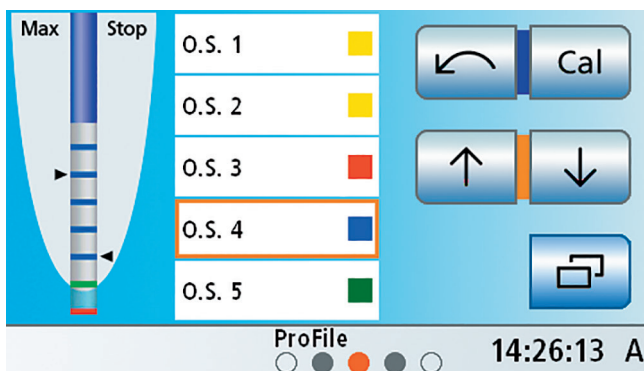 Max Stop
O.S. 1
O.S. 2
O.S. 3
O.S. 4
O.S. 5
Cal
ProFile
14:26:13 A